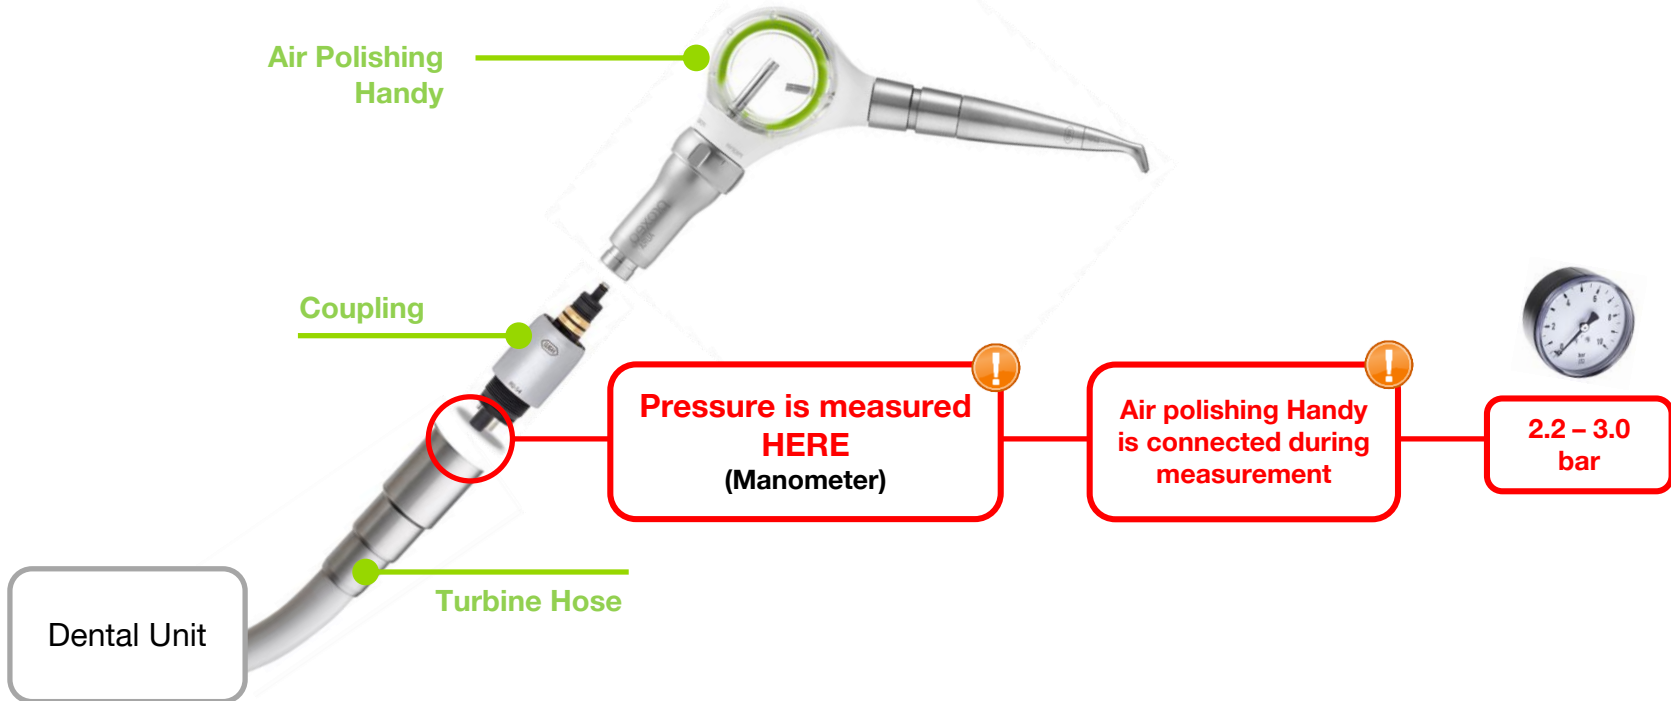 Air Polishing
Handy
Coupling
Pressure is measured
HERE
(Manometer)
Air polishing Handy
is connected during
measurement
2.2 – 3.0
bar
Turbine Hose
Dental Unit